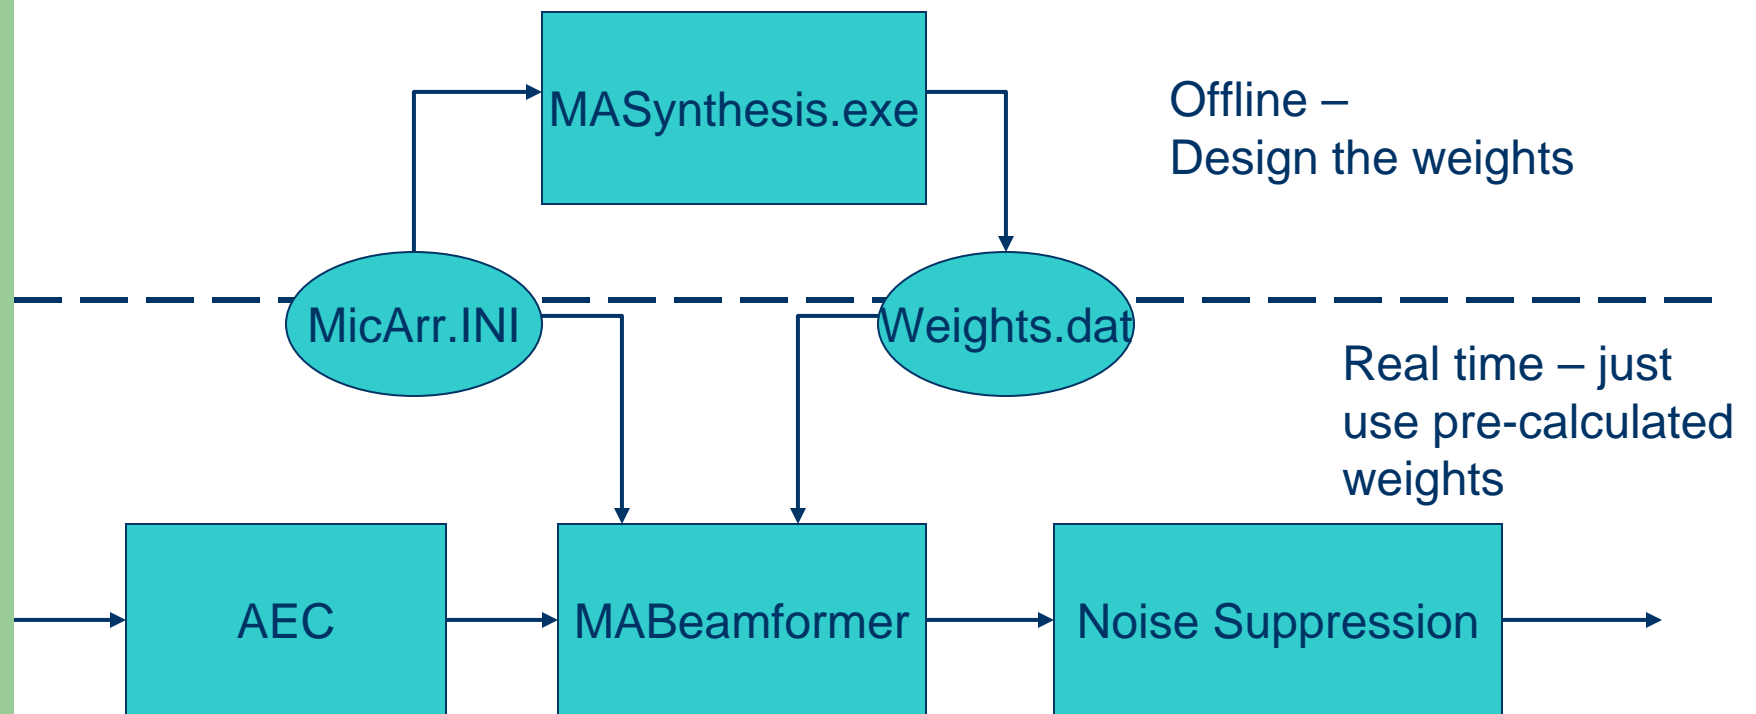 MASynthesis.exe
Offline –
Design the weights
MicArr.INI
Weights.dat
Real time – just
use pre-calculated
weights
AEC
MABeamformer
Noise Suppression